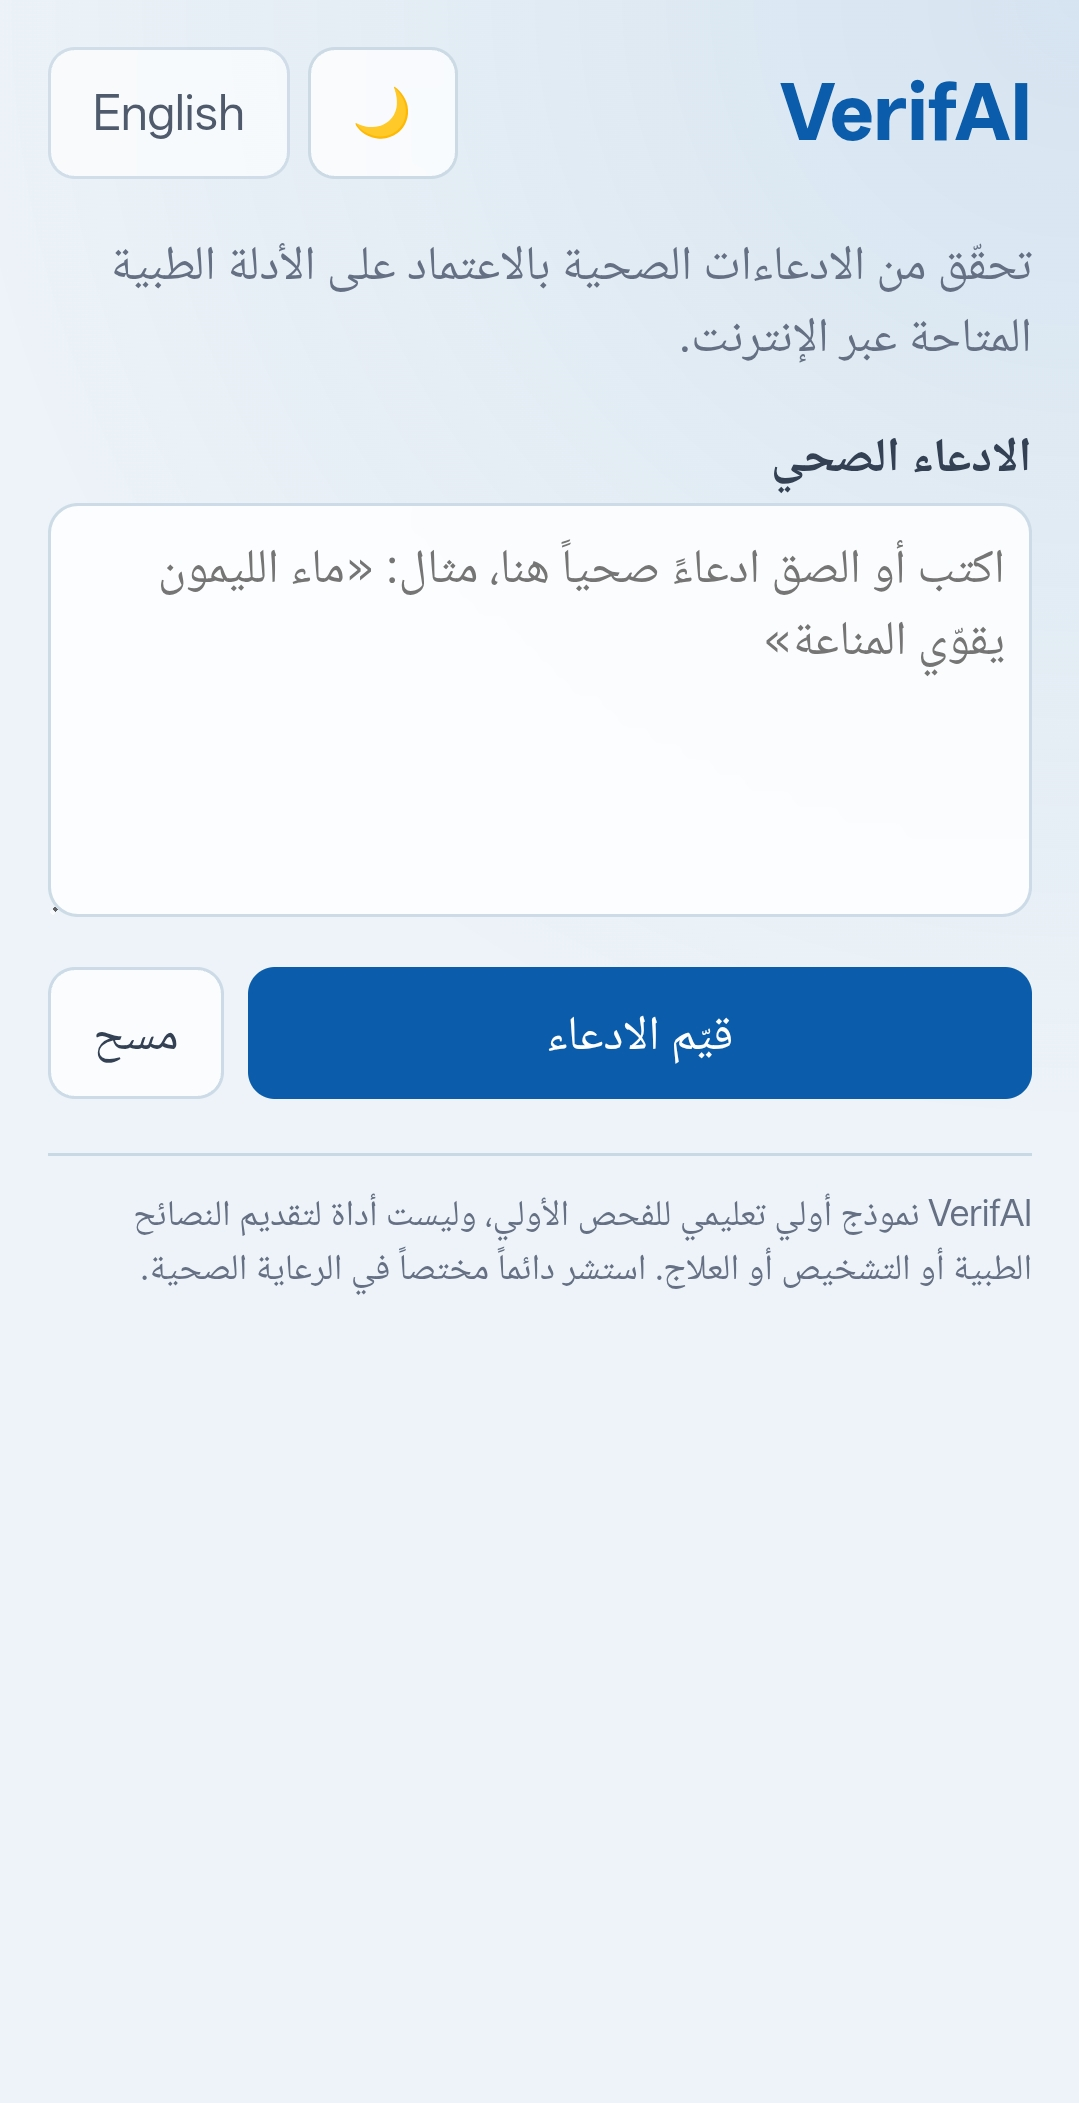 VerifAI
English
تحقّق من الادعاءات الصحية بالاعتماد على الأدلة الطبية
المتاحة عبر الإنترنت.
الادعاء الصحي
اكتب أو الصق ادعاءً صحياً هنا، مثال: «ماء الليمون
يقوّي المناعة»
قيّم الادعاء
مسح
VerifAI نموذج أولي تعليمي للفحص الأولي، وليست أداة لتقديم النصائح
الطبية أو التشخيص أو العلاج. استشر دائماً مختصاً في الرعاية الصحية.